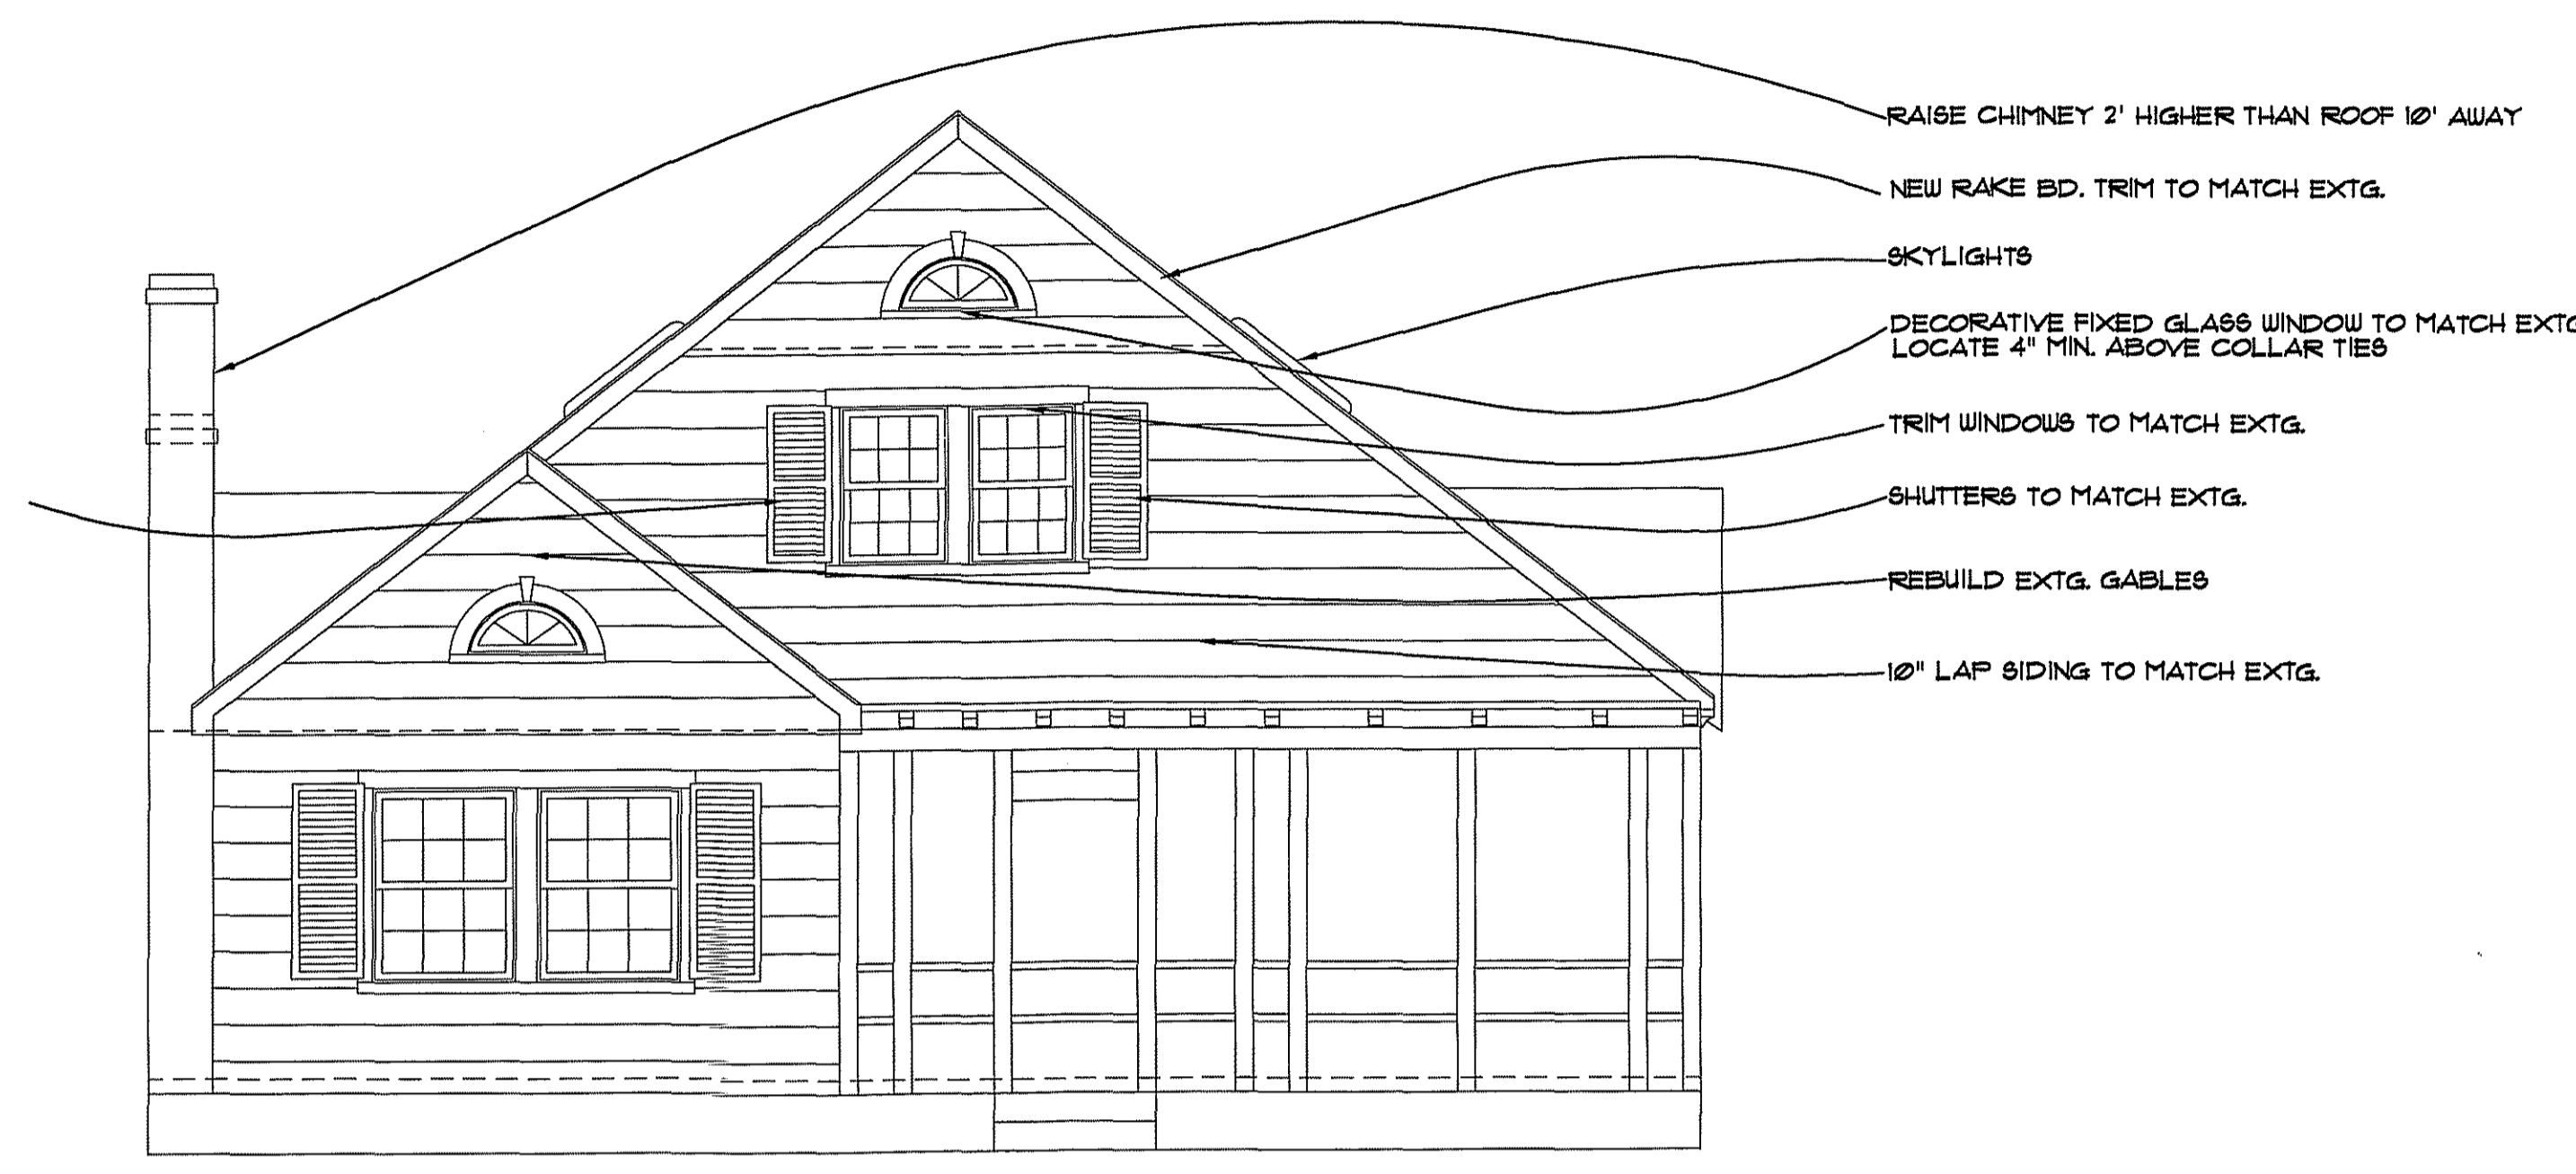 RAISE CHIMNEY 2' HIGHER THAN ROOF 10' AWAY
NEW RAKE BD. TRIM TO MATCH EXTG.
SKYLIGHTS
DECORATIVE FIXED GLASS WINDOW TO MATCH EXTG
LOCATE 4" MIN. ABOVE COLLAR TIES
TRIM WINDOWS TO MATCH EXTG.
SHUTTERS TO MATCH EXTG.
REBUILD EXTG. GABLES
10" LAP SIDING TO MATCH EXTG.